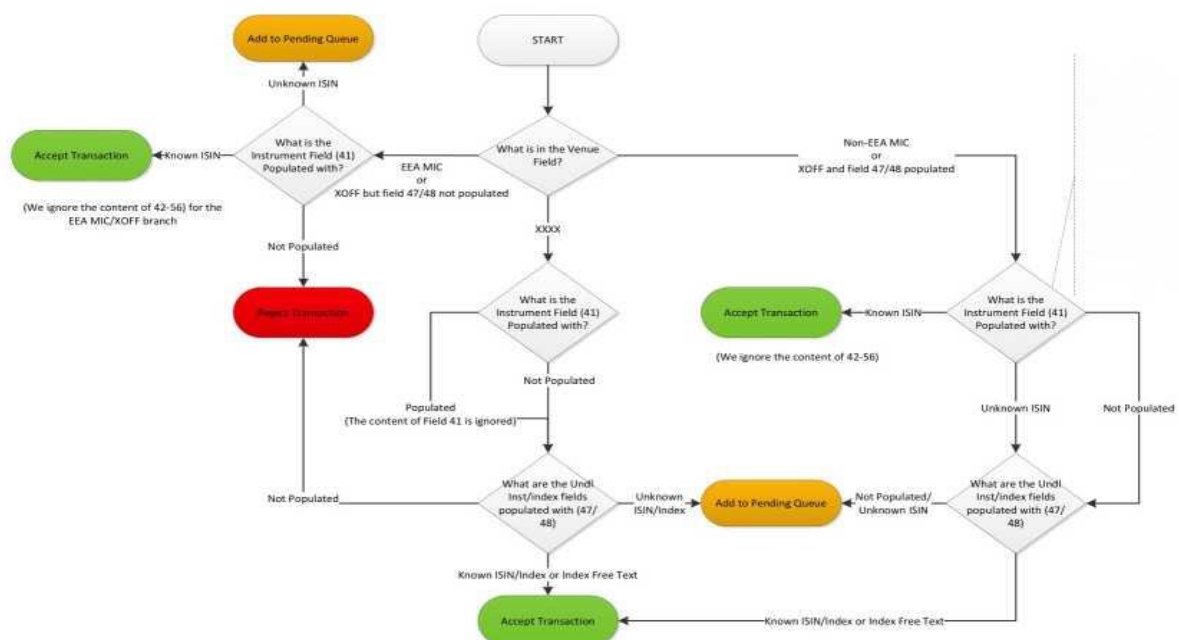 Add to Pending Queue
START
Unknown ISIN
What is the
Instrument Field (41)
Populated with?
Accept Transaction
Known ISIN
What is in the Venue
Field?
EEA MIC
or
XOFF but field 47/48 not populated
Non-EEA MIC
or
XOFF and field 47/48 populated
(We ignore the content of 42-56) for the
EEA MIC/XOFF branch
Not Populated
XXXX
Reject Transaction
What is the
Instrument Field (41)
Populated with?
Accept Transaction
Known ISIN
What is the
Instrument Field (41)
Populated with?
(We ignore the content of 42-56)
Not Populated
Populated
(The content of Field 41 is ignored)
Unknown ISIN
Not Populated
Not Populated
What are the Undl
Inst/index fields
populated with (47/
48)
Unknown
ISIN/Index
Add to Pending Queue
Not Populated/
Unknown ISIN
What are the Undl
Inst/index fields
populated with (47/
48)
Known ISIN/Index or Index Free Text
Accept Transaction
Known ISIN/Index or Index Free Text